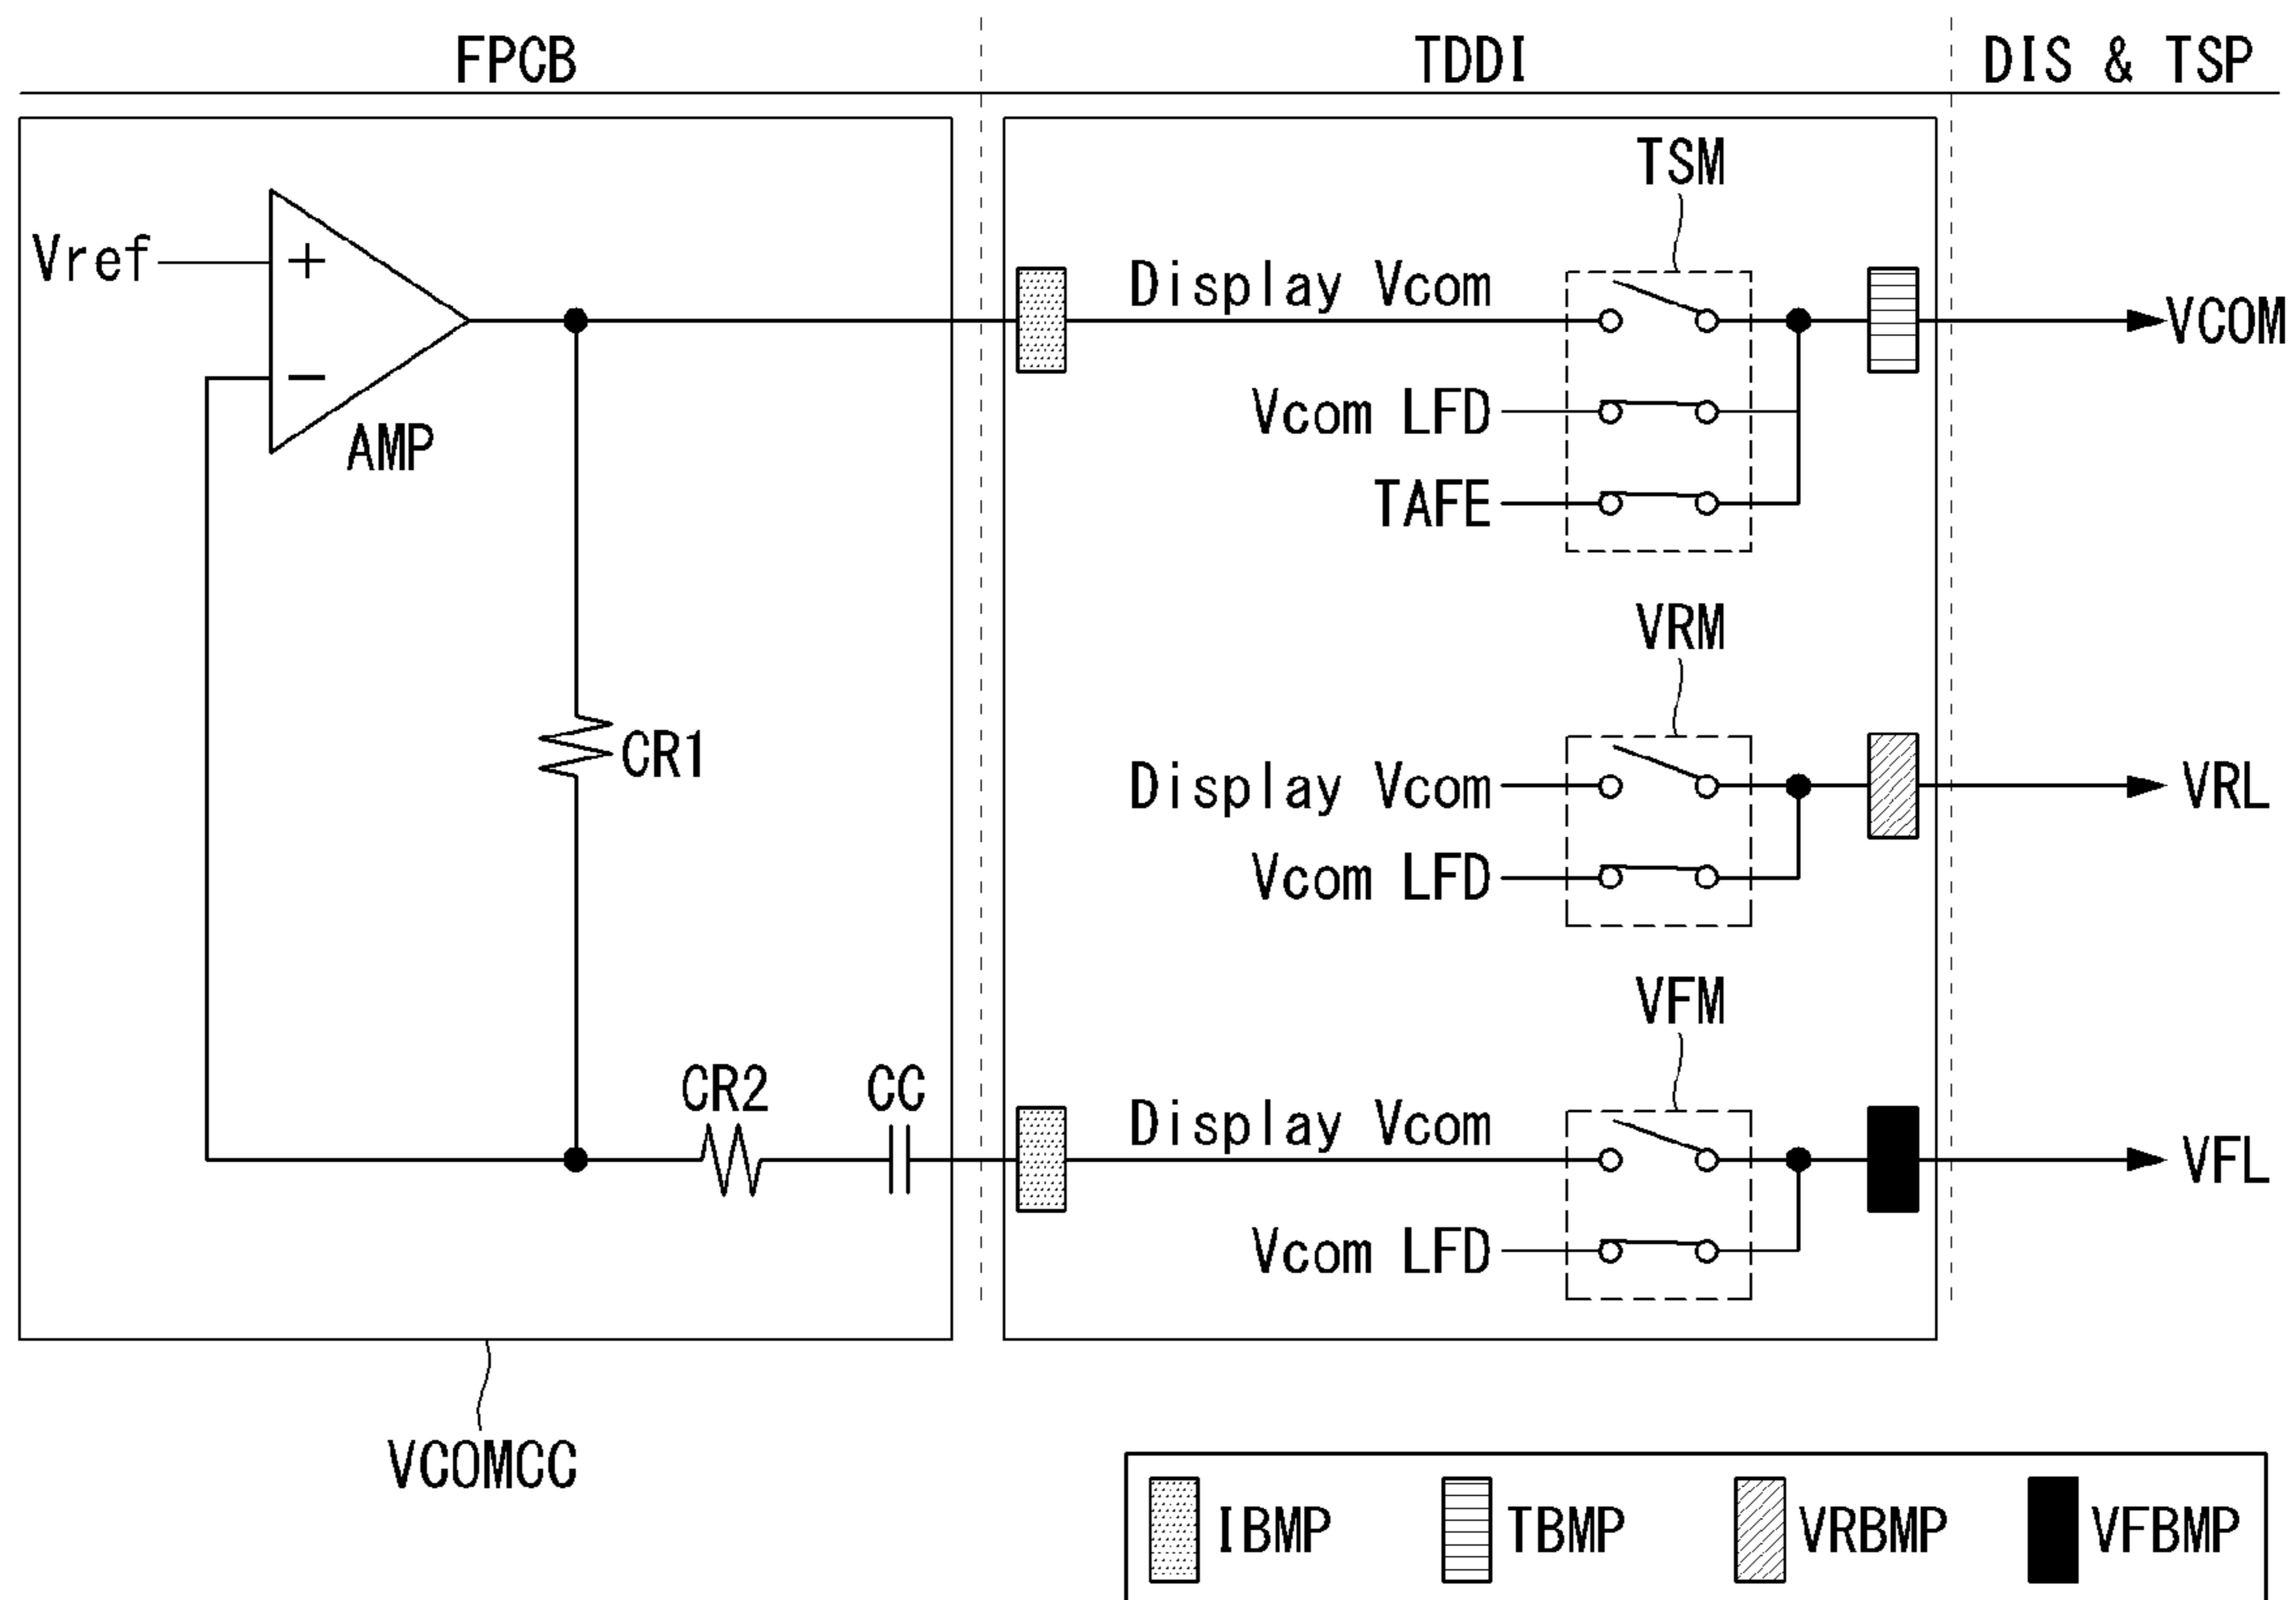 FPCB
TDDI
DIS & TSP
TSM
Vref
+
−
AMP
Display Vcom
VCOM
Vcom LFD
TAFE
VRM
CR1
Display Vcom
VRL
Vcom LFD
VFM
CR2
CC
Display Vcom
VFL
Vcom LFD
VCOMCC
IBMP
TBMP
VRBMP
VFBMP